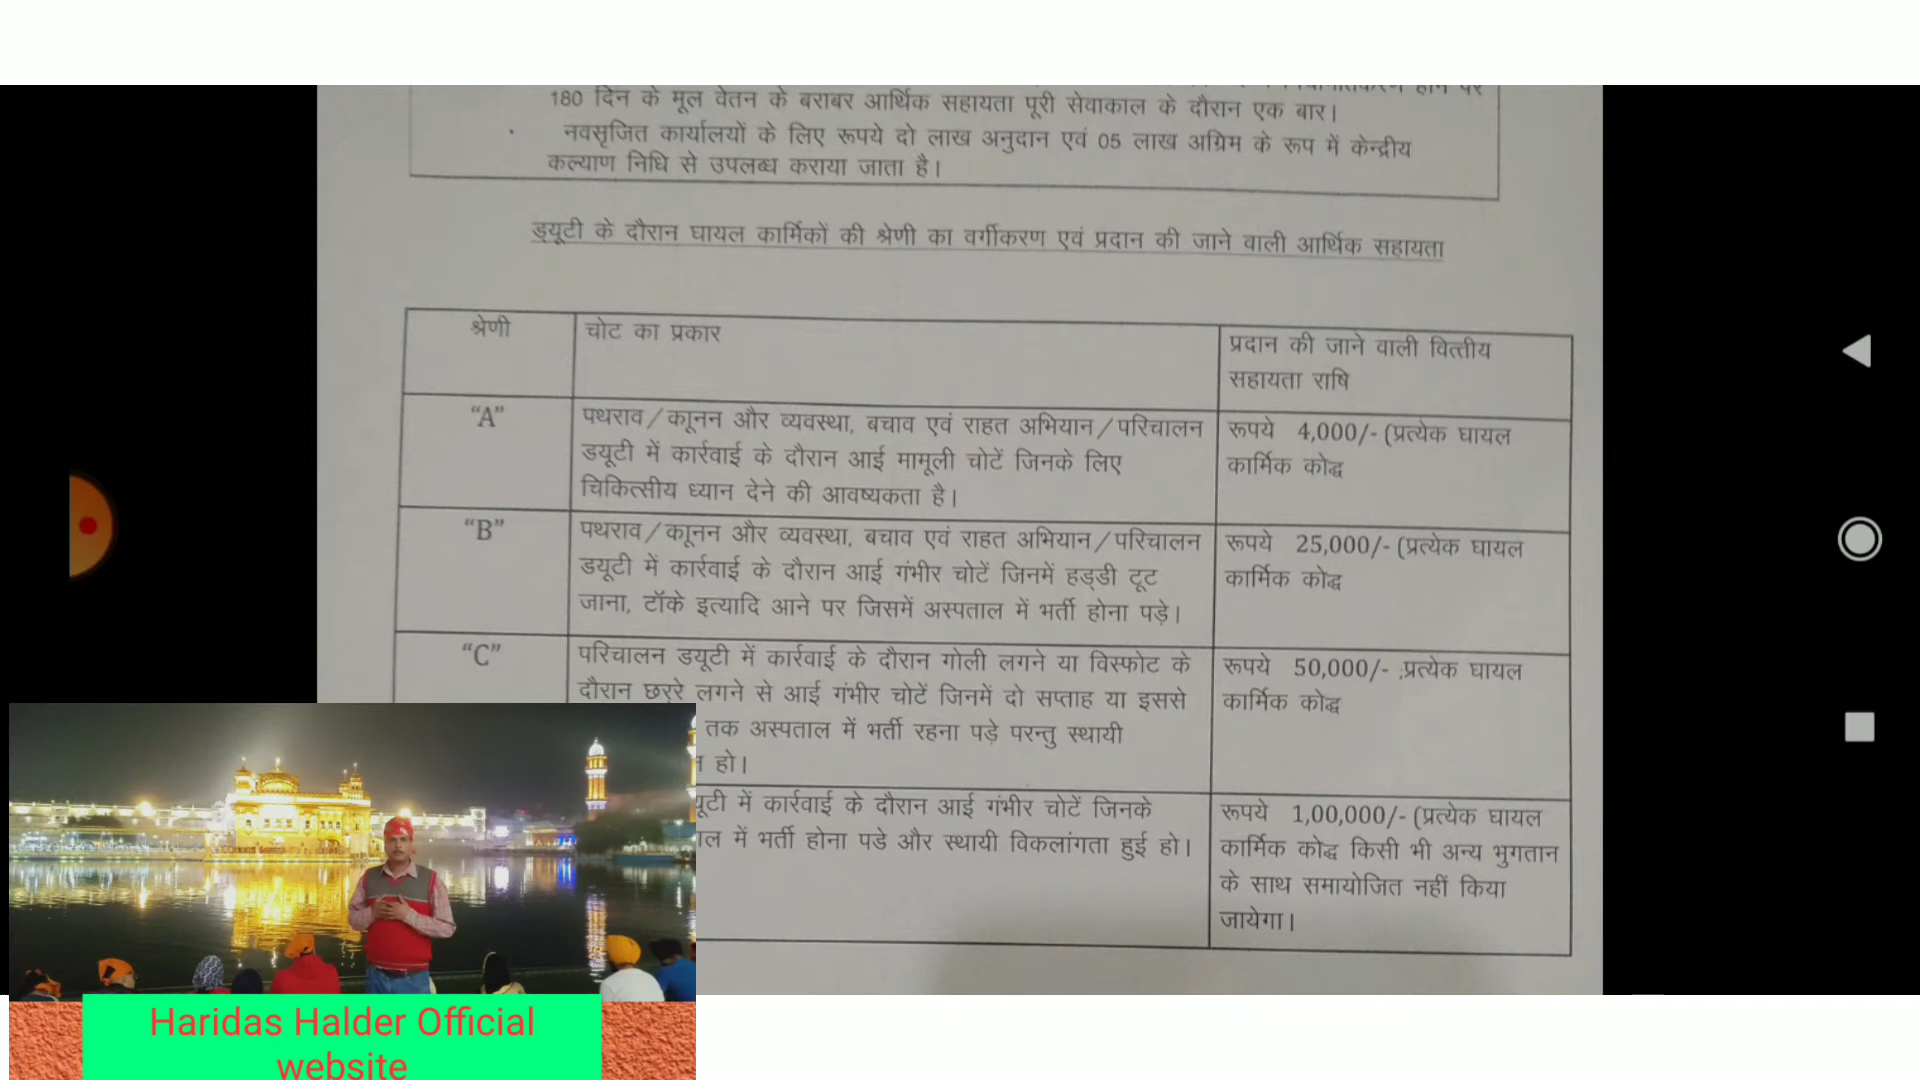 180 दिन के मूल वेतन के बराबर आर्थिक सहायता पूरी सेवाकाल के दौरान एक बार।
नवसृजित कार्यालयों के लिए रूपये दो लाख अनुदान एवं 05 लाख अग्रिम के रूप में केन्द्रीय
कल्याण निधि से उपलब्ध कराया जाता है।
ड्यूटी के दौरान घायल कार्मिकों की श्रेणी का वर्गीकरण एवं प्रदान की जाने वाली आर्थिक सहायता
श्रेणी
चोट का प्रकार
प्रदान की जाने वाली वित्तीय
सहायता राषि
“A”
पथराव/काूनन और व्यवस्था, बचाव एवं राहत अभियान/परिचालन
डयूटी में कार्रवाई के दौरान आई मामूली चोटें जिनके लिए
चिकित्सीय ध्यान देने की आवष्यकता है।
रूपये 4,000/- (प्रत्येक घायल
कार्मिक कोद्ध
“B”
पथराव/काूनन और व्यवस्था, बचाव एवं राहत अभियान/परिचालन
डयूटी में कार्रवाई के दौरान आई गंभीर चोटें जिनमें हड्डी टूट
जाना, टॉके इत्यादि आने पर जिसमें अस्पताल में भर्ती होना पड़े।
रूपये 25,000/- (प्रत्येक घायल
कार्मिक कोद्ध
“C”
परिचालन डयूटी में कार्रवाई के दौरान गोली लगने या विस्फोट के
दौरान छर्रे लगने से आई गंभीर चोटें जिनमें दो सप्ताह या इससे
तक अस्पताल में भर्ती रहना पड़े परन्तु स्थायी
हो।
रूपये 50,000/- :प्रत्येक घायल
कार्मिक कोद्ध
में कार्रवाई के दौरान आई गंभीर चोटें जिनके
में भर्ती होना पडे और स्थायी विकलांगता हुई हो।
रूपये 1,00,000/- (प्रत्येक घायल
कार्मिक कोद्ध किसी भी अन्य भुगतान
के साथ समायोजित नहीं किया
जायेगा।
Haridas Halder Official
website